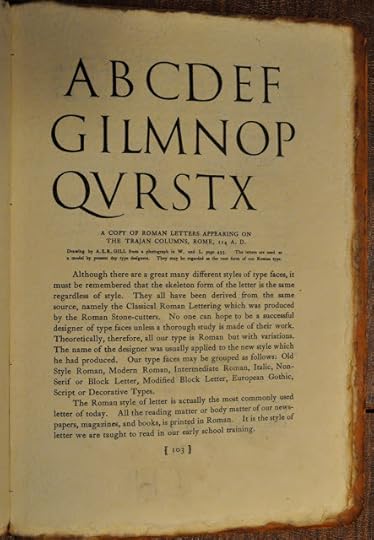 ABCDEF
GILMNOP
QVRSTX
A COPY OF ROMAN LETTERS APPEARING ON
THE TRAJAN COLUMNS, ROME, 114 A. D.
Drawing by A.E.R. GILL from a photograph in W. and L. page 435. The letters are used as
a model by present day type designers. They may be regarded as the root form of our Roman type.
Although there are a great many different styles of type faces, it
must be remembered that the skeleton form of the letter is the same
regardless of style. They all have been derived from the same
source, namely the Classical Roman Lettering which was produced
by the Roman Stone-cutters. No one can hope to be a successful
designer of type faces unless a thorough study is made of their work.
Theoretically, therefore, all our type is Roman but with variations.
The name of the designer was usually applied to the new style which
he had produced. Our type faces may be grouped as follows: Old
Style Roman, Modern Roman, Intermediate Roman, Italic, Non-
Serif or Block Letter, Modified Block Letter, European Gothic,
Script or Decorative Types.
The Roman style of letter is actually the most commonly used
letter of today. All the reading matter or body matter of our news-
papers, magazines, and books, is printed in Roman. It is the style of
letter we are taught to read in our early school training.
[ 103 ]